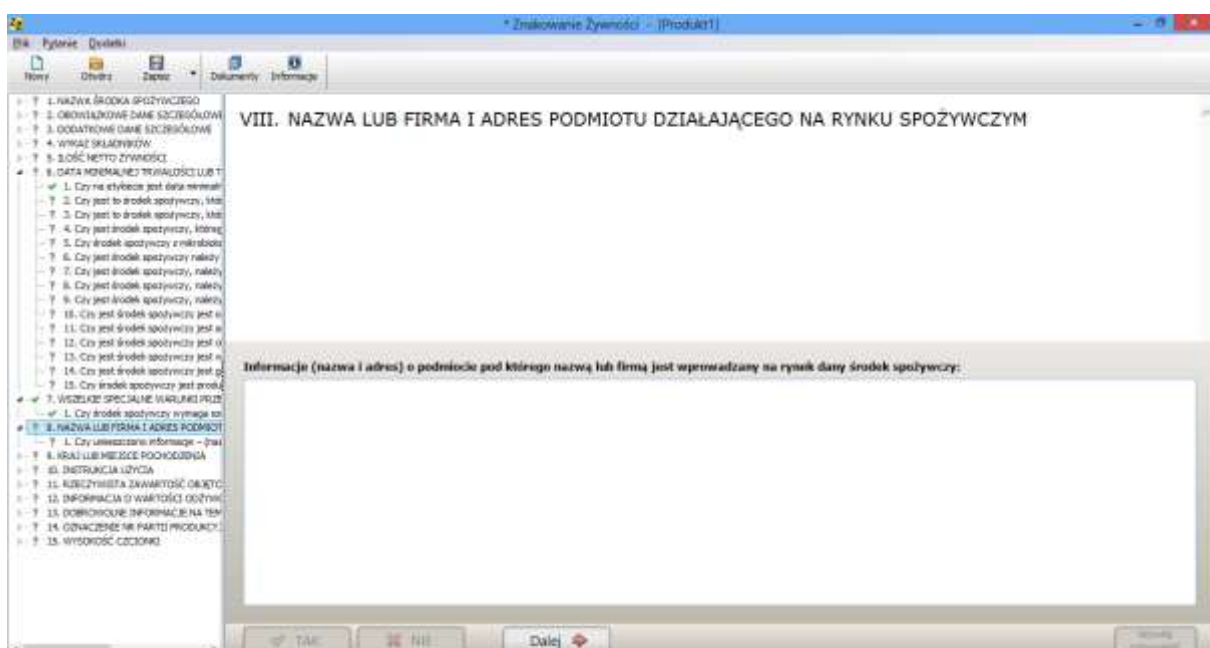 * Znakowanie Żywności - [Produkt1]
Plik Pytanie Dodatki
Nowy Otwórz Zapisz Dokumenty Informacje
1. NAZWA ŚRODKA SPOŻYWCZEGO
2. OBOWIĄZKOWE DANE SZCZEGÓŁOWE
3. DODATKOWE DANE SZCZEGÓŁOWE
4. WYKAZ SKŁADNIKÓW
5. ILOŚĆ NETTO ŻYWNOŚCI
6. DATA MINIMALNEJ TRWAŁOŚCI LUB T
1. Czy na etykiecie jest data minimaln
2. Czy jest to środek spożywczy, któr
3. Czy jest to środek spożywczy, któr
4. Czy jest środek spożywczy, któreg
5. Czy środek spożywczy z mikrobiolo
6. Czy jest środek spożywczy należy
7. Czy jest środek spożywczy, należy
8. Czy jest środek spożywczy, należy
9. Czy jest środek spożywczy, należy
10. Czy jest środek spożywczy jest
11. Czy jest środek spożywczy jest
12. Czy jest środek spożywczy jest
13. Czy jest środek spożywczy jest
14. Czy jest środek spożywczy jest
15. Czy środek spożywczy jest produ
7. WSZELKIE SPECJALNE WARUNKI PRZE
1. Czy środek spożywczy wymaga
8. NAZWA LUB FIRMA I ADRES PODMIOT
1. Czy umieszczono informacje – (naz
9. KRAJ LUB MIEJSCE POCHODZENIA
10. INSTRUKCJA UŻYCIA
11. RZECZYWISTA ZAWARTOŚĆ OBJĘTO
12. INFORMACJA O WARTOŚCI ODŻYW
13. DOBROWOLNE INFORMACJE NA TEM
14. OZNACZENIE NR PARTII PRODUKCY
15. WYSOKOŚĆ CZCIONKI
VIII. NAZWA LUB FIRMA I ADRES PODMIOTU DZIAŁAJĄCEGO NA RYNKU SPOŻYWCZYM
Informacje (nazwa i adres) o podmiocie pod którego nazwą lub firmą jest wprowadzany na rynek dany środek spożywczy:
TAK NIE Dalej